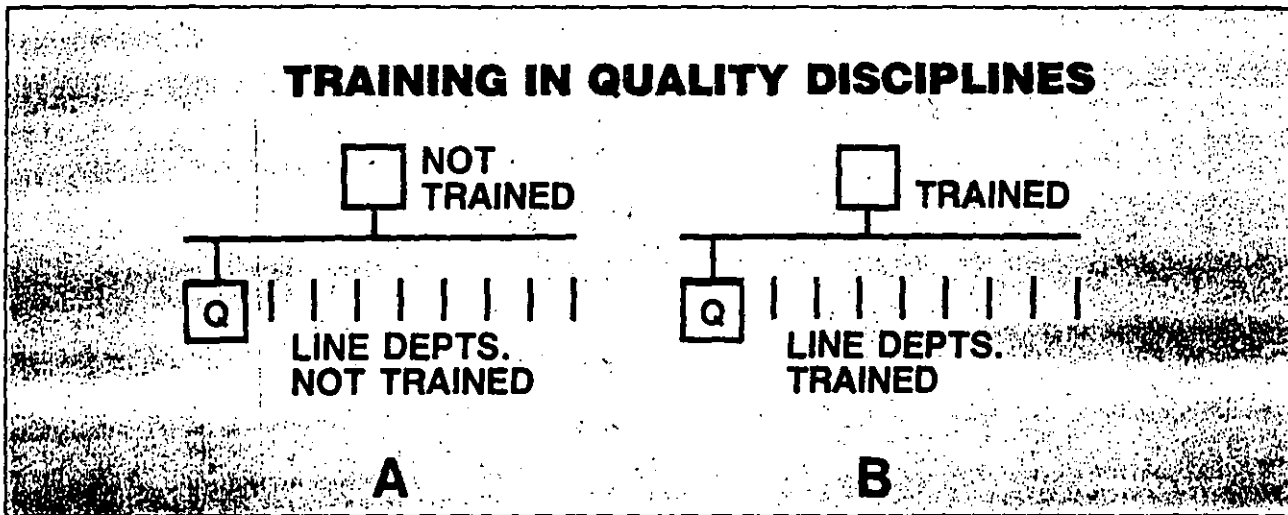 TRAINING IN QUALITY DISCIPLINES
NOT
TRAINED
Q
LINE DEPTS.
NOT TRAINED
A
TRAINED
Q
LINE DEPTS.
TRAINED
B